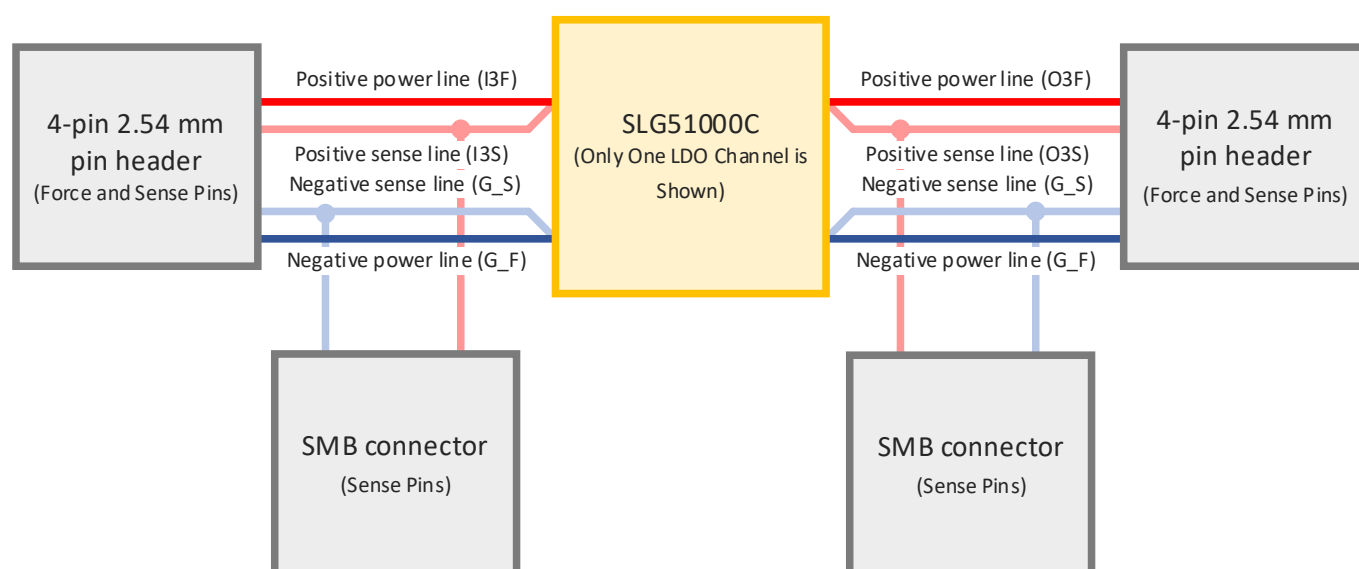 4-pin 2.54 mm
pin header
(Force and Sense Pins)
Positive power line (I3F)
Positive sense line (I3S)
Negative sense line (G_S)
Negative power line (G_F)
SLG51000C
(Only One LDO Channel is
Shown)
Positive power line (O3F)
Positive sense line (O3S)
Negative sense line (G_S)
Negative power line (G_F)
4-pin 2.54 mm
pin header
(Force and Sense Pins)
SMB connector
(Sense Pins)
SMB connector
(Sense Pins)